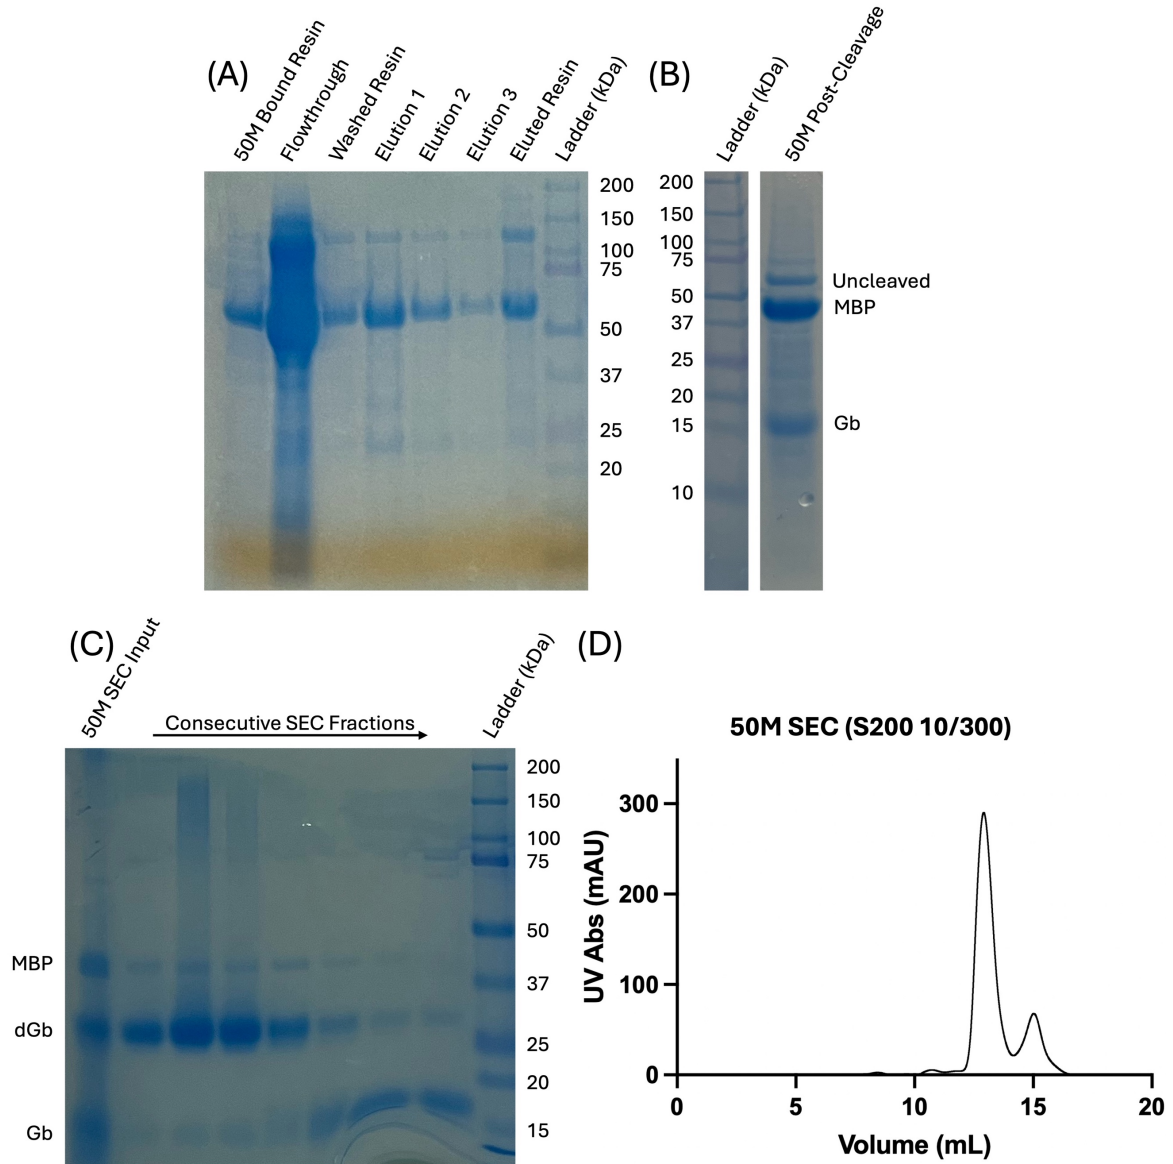 (A)
50M Bound Resin
Flowthrough
Washed Resin
Elution 1
Elution 2
Elution 3
Eluted Resin
Ladder (kDa)
200
150
100
75
50
37
25
20
(B)
Ladder (kDa)
50M Post-Cleavage
200
150
100
75
50
37
25
20
15
10
Uncleaved
MBP
Gb
(C)
50M SEC Input
Consecutive SEC Fractions
Ladder (kDa)
MBP
dGb
Gb
200
150
100
75
50
37
25
20
15
(D)
50M SEC (S200 10/300)
UV Abs (mAU)
300
200
100
0
0 5 10 15 20
Volume (mL)